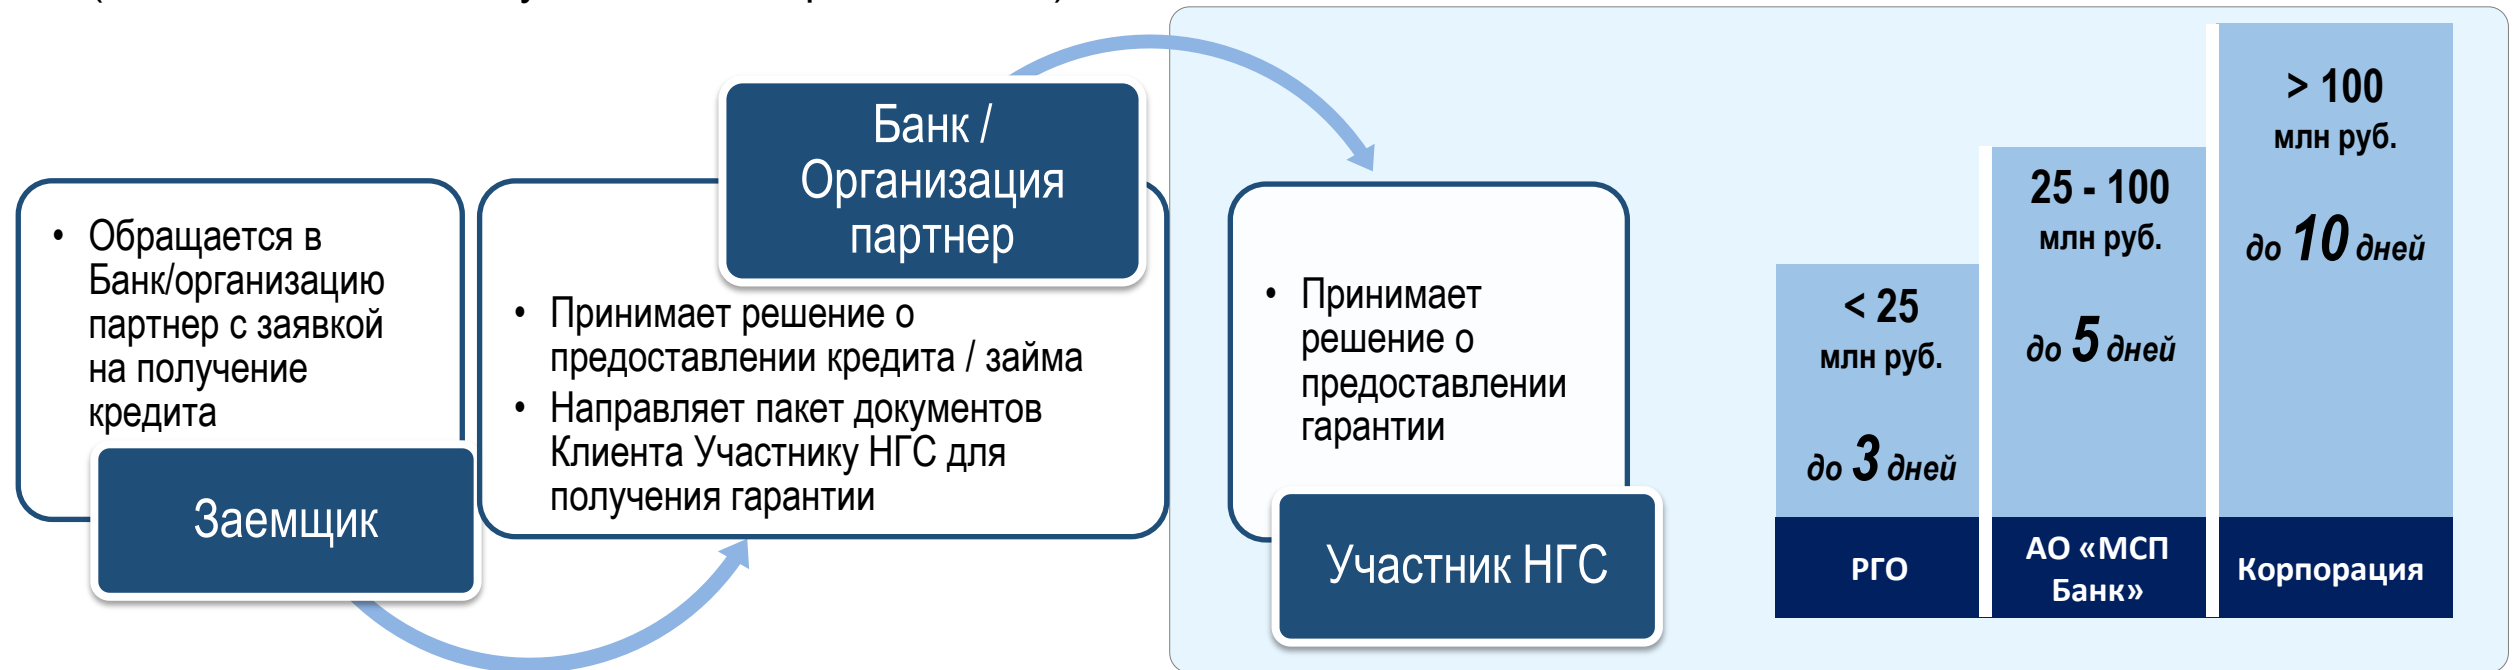 • Обращается в
Банк/организацию
партнер с заявкой
на получение
кредита
Заемщик
Банк /
Организация
партнер
• Принимает решение о
предоставлении кредита / займа
• Направляет пакет документов
Клиента Участнику НГС для
получения гарантии
• Принимает
решение о
предоставлении
гарантии
Участник НГС
< 25
млн руб.
до 3 дней
РГО
25 - 100
млн руб.
до 5 дней
АО «МСП
Банк»
> 100
млн руб.
до 10 дней
Корпорация